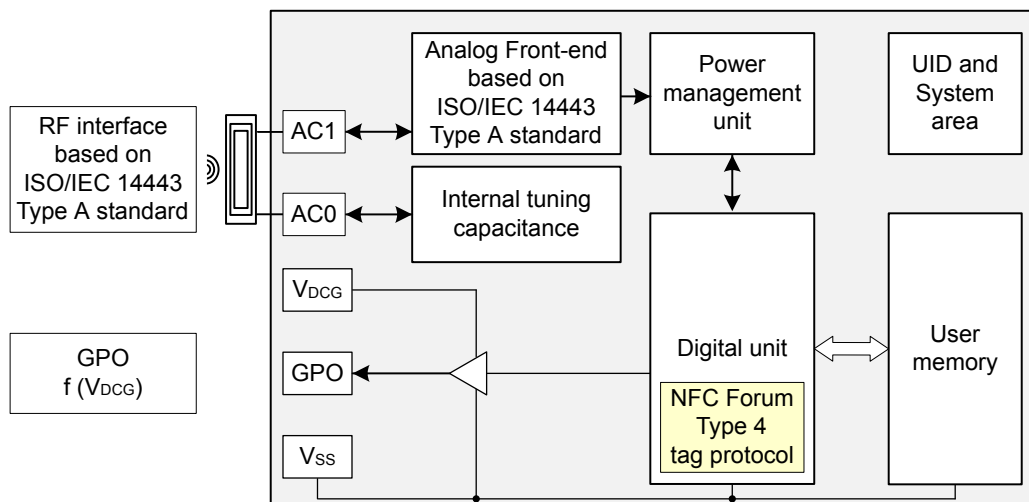 RF interface
based on
ISO/IEC 14443
Type A standard
GPO
f (VDCG)
AC1
AC0
VDCG
GPO
VSS
Analog Front-end
based on
ISO/IEC 14443
Type A standard
Internal tuning
capacitance
Power
management
unit
Digital unit
NFC Forum
Type 4
tag protocol
UID and
System
area
User
memory